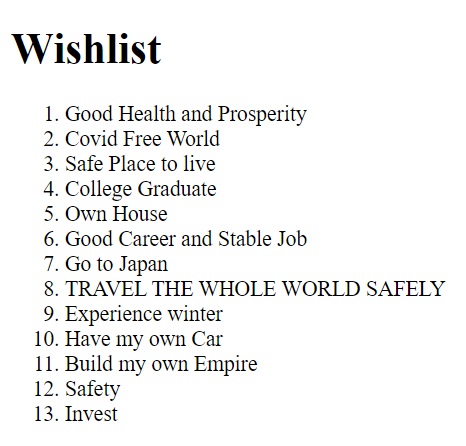 Wishlist
1. Good Health and Prosperity
2. Covid Free World
3. Safe Place to live
4. College Graduate
5. Own House
6. Good Career and Stable Job
7. Go to Japan
8. TRAVEL THE WHOLE WORLD SAFELY
9. Experience winter
10. Have my own Car
11. Build my own Empire
12. Safety
13. Invest